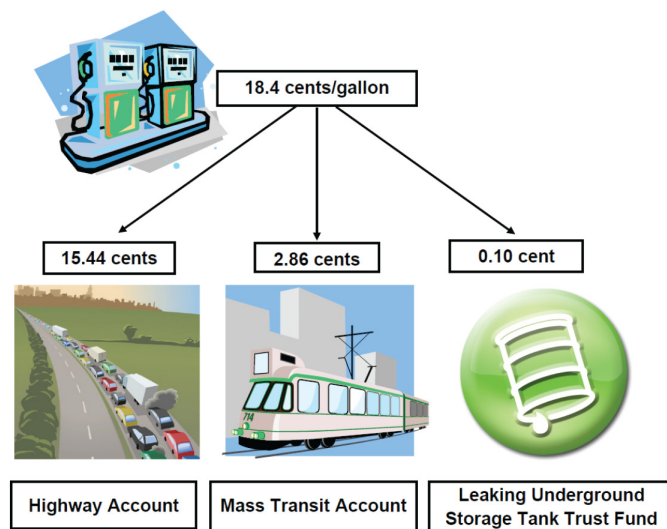 18.4 cents/gallon
15.44 cents
2.86 cents
0.10 cent
714
Highway Account
Mass Transit Account
Leaking Underground
Storage Tank Trust Fund